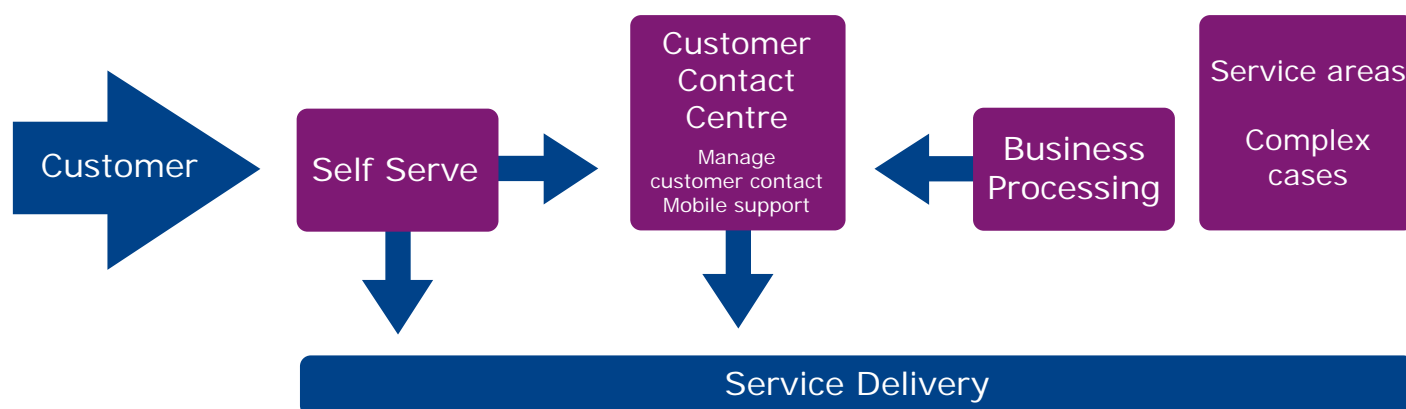 Customer
Self Serve
Customer
Contact
Centre
Manage
customer contact
Mobile support
Business
Processing
Service areas
Complex
cases
Service Delivery